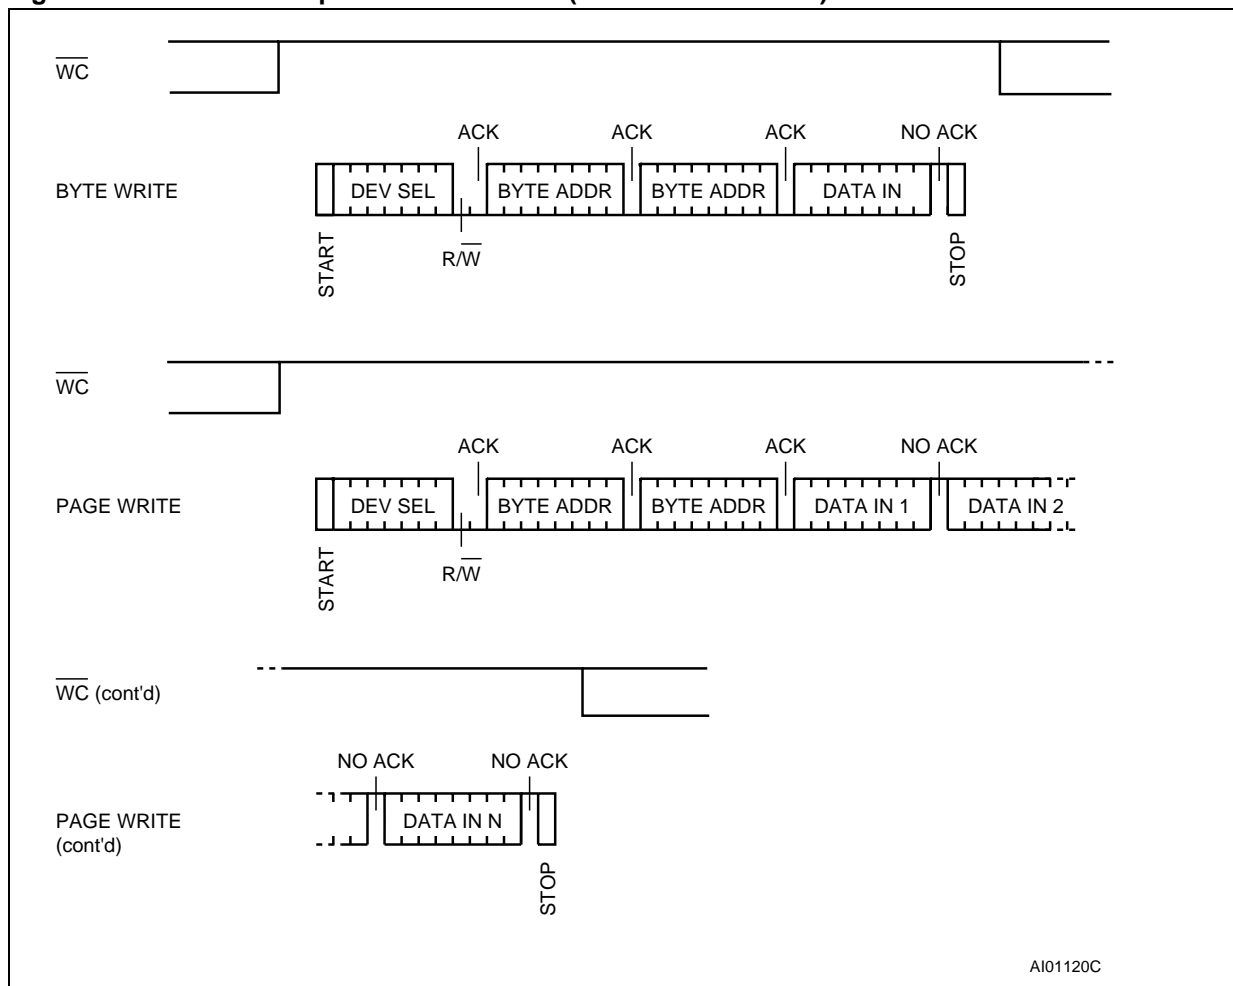 WC
ACK ACK ACK NO ACK
BYTE WRITE DEV SEL BYTE ADDR BYTE ADDR DATA IN
R/W
START STOP
WC
ACK ACK ACK NO ACK
PAGE WRITE DEV SEL BYTE ADDR BYTE ADDR DATA IN 1 DATA IN 2
R/W
START
WC (cont'd)
NO ACK NO ACK
PAGE WRITE DATA IN N
(cont'd)
STOP
AI01120C